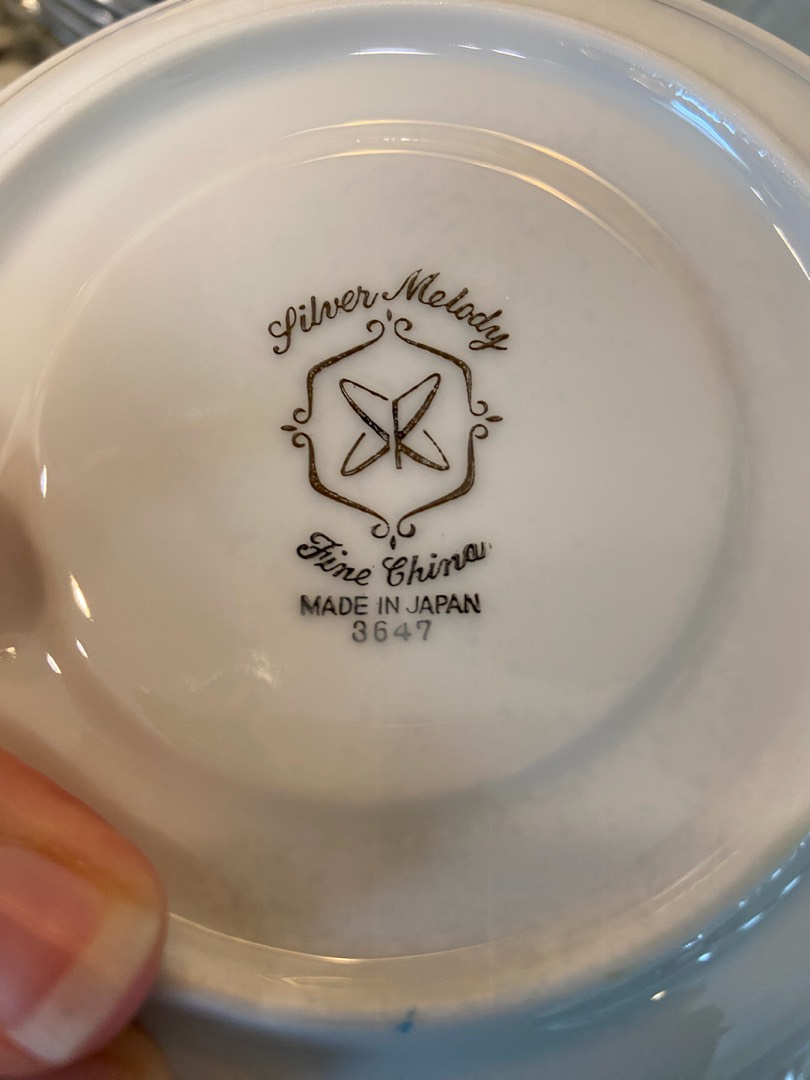 Silver Melody
Fine China
MADE IN JAPAN
3647